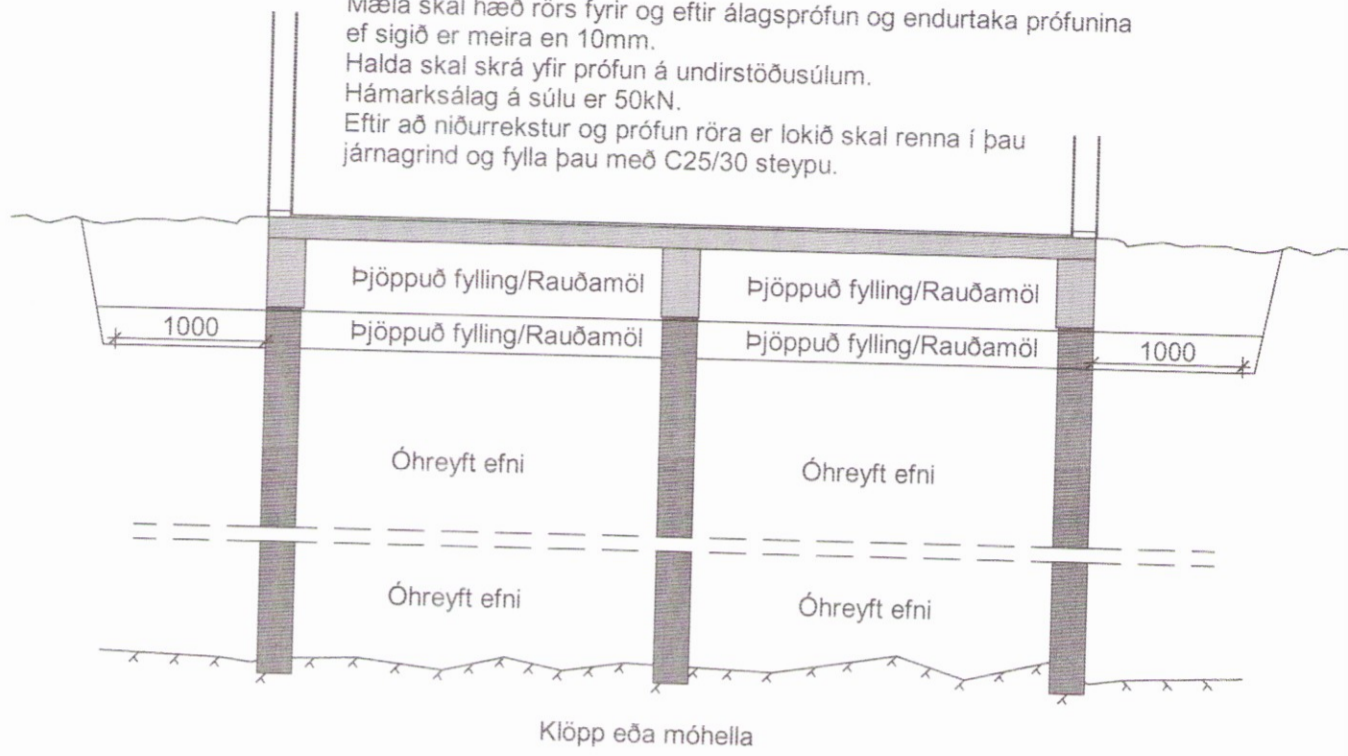 Mæla skal hæð rörs fyrir og eftir álagsprófun og endurtaka prófunina
ef sigið er meira en 10mm.
Halda skal skrá yfir prófun á undirstöðusúlum.
Hámarksálag á súlu er 50kN.
Eftir að niðurrekstur og prófun röra er lokið skal renna í þau
járnagrind og fylla þau með C25/30 steypu.
Þjöppuð fylling/Rauðamöl
Þjöppuð fylling/Rauðamöl
1000
Þjöppuð fylling/Rauðamöl
Þjöppuð fylling/Rauðamöl
1000
Óhreyft efni
Óhreyft efni
Óhreyft efni
Óhreyft efni
Klöpp eða móhella